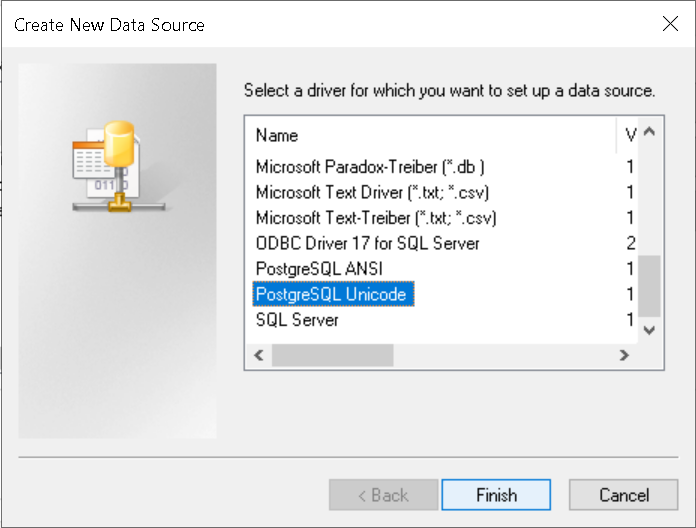 Create New Data Source
Select a driver for which you want to set up a data source.
Name V
Microsoft Paradox-Treiber (*.db ) 1
Microsoft Text Driver (*.txt; *.csv) 1
Microsoft Text-Treiber (*.txt; *.csv) 1
ODBC Driver 17 for SQL Server 2
PostgreSQL ANSI 1
PostgreSQL Unicode 1
SQL Server 1
< Back Finish Cancel